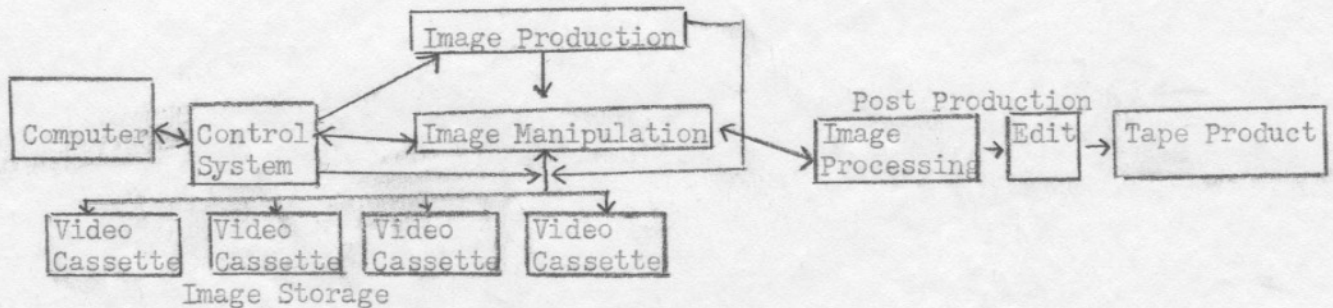 Image Production
Post Production
Computer
Control
System
Image Manipulation
Image
Processing
Edit
Tape Product
Video
Cassette
Video
Cassette
Video
Cassette
Video
Cassette
Image Storage